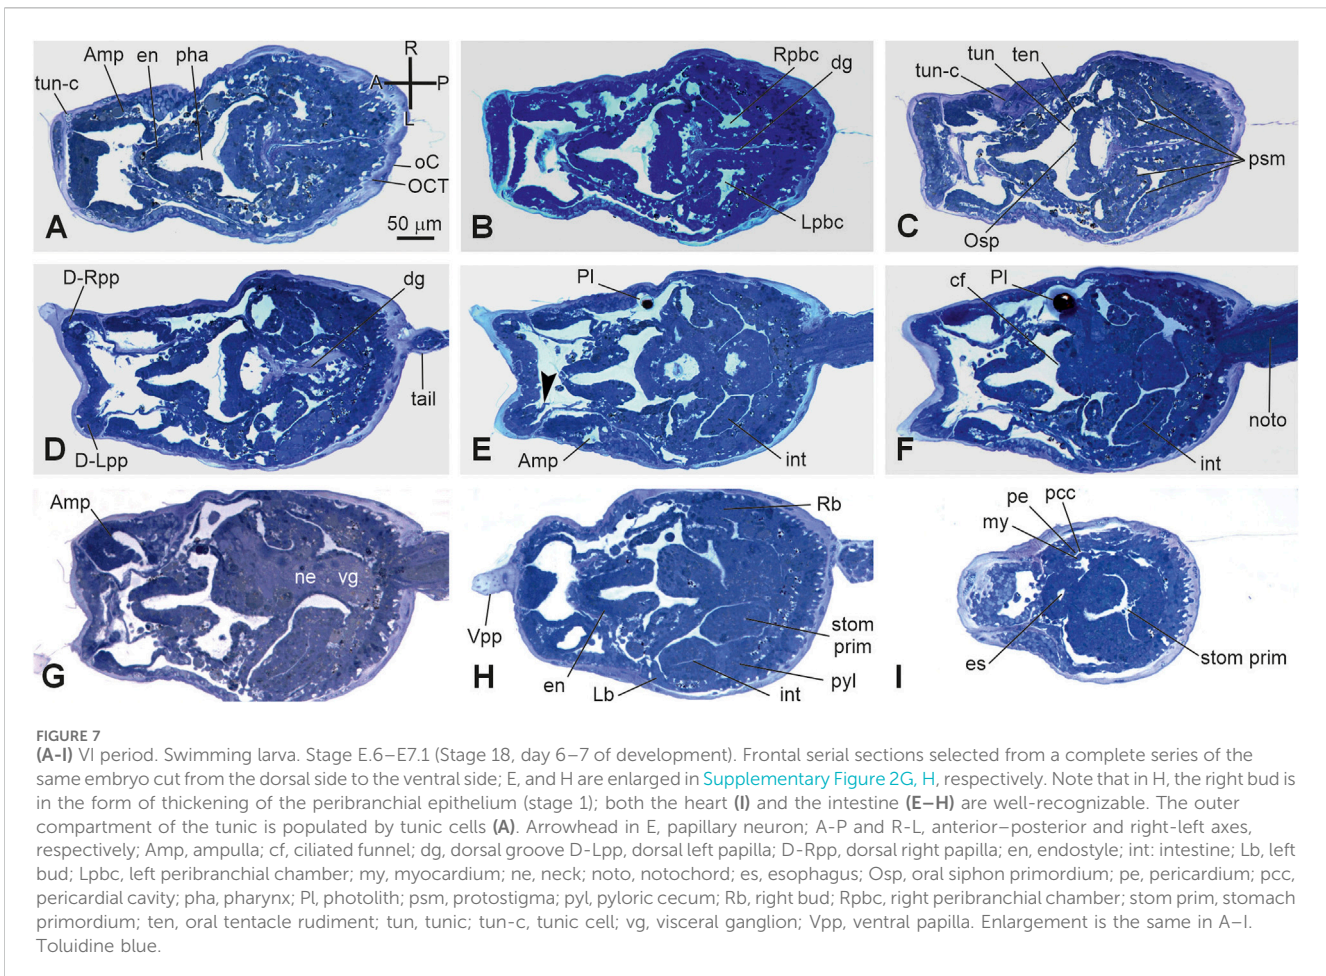 Amp en pha
R
tun-c
A P
L
oC
OCT
A
50 μm
Rpbc
dg
B
Lpbc
tun ten
tun-c
psm
C
Osp
D-Rpp
dg
tail
D
D-Lpp
Pl
E
Amp
int
cf Pl
noto
F
int
Amp
ne vg
G
Rb
Vpp
stom
prim
H
en
Lb
int
pyl
pcc
pe
my
es
stom prim
I
FIGURE 7
(A-I) VI period. Swimming larva. Stage E.6–E7.1 (Stage 18, day 6–7 of development). Frontal serial sections selected from a complete series of the
same embryo cut from the dorsal side to the ventral side; E, and H are enlarged in Supplementary Figure 2G, H, respectively. Note that in H, the right bud is
in the form of thickening of the peribranchial epithelium (stage 1); both the heart (I) and the intestine (E–H) are well-recognizable. The outer
compartment of the tunic is populated by tunic cells (A). Arrowhead in E, papillary neuron; A-P and R-L, anterior–posterior and right-left axes,
respectively; Amp, ampulla; cf, ciliated funnel; dg, dorsal groove D-Lpp, dorsal left papilla; D-Rpp, dorsal right papilla; en, endostyle; int: intestine; Lb, left
bud; Lpbc, left peribranchial chamber; my, myocardium; ne, neck; noto, notochord; es, esophagus; Osp, oral siphon primordium; pe, pericardium; pcc,
pericardial cavity; pha, pharynx; Pl, photolith; psm, protostigma; pyl, pyloric cecum; Rb, right bud; Rpbc, right peribranchial chamber; stom prim, stomach
primordium; ten, oral tentacle rudiment; tun, tunic; tun-c, tunic cell; vg, visceral ganglion; Vpp, ventral papilla. Enlargement is the same in A–I.
Toluidine blue.